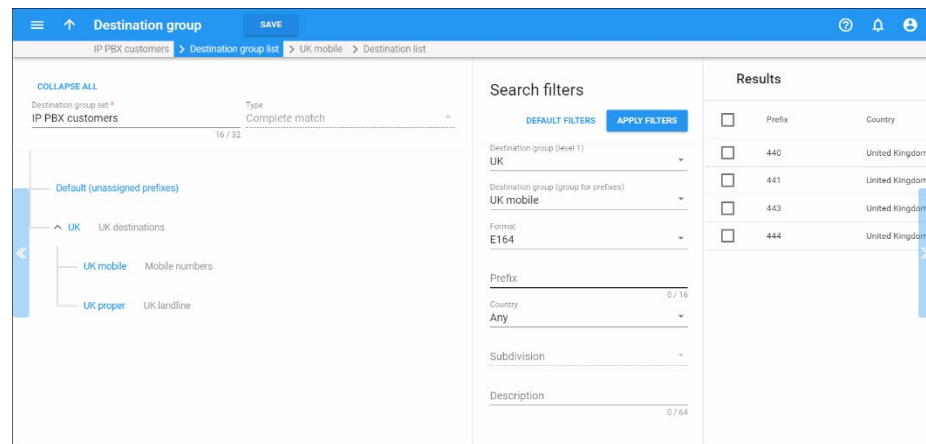 Destination group SAVE
IP PBX customers > Destination group list > UK mobile > Destination list
COLLAPSE ALL
Destination group set *
IP PBX customers
16 / 32
Type
Complete match
Default (unassigned prefixes)
UK UK destinations
UK mobile Mobile numbers
UK proper UK landline
Search filters
DEFAULT FILTERS APPLY FILTERS
Destination group (level 1)
UK
Destination group (group for prefixes)
UK mobile
Format
E164
Prefix
0 / 16
Country
Any
Subdivision
Description
0 / 64
Results
Prefix Country
440 United Kingdom
441 United Kingdom
443 United Kingdom
444 United Kingdom